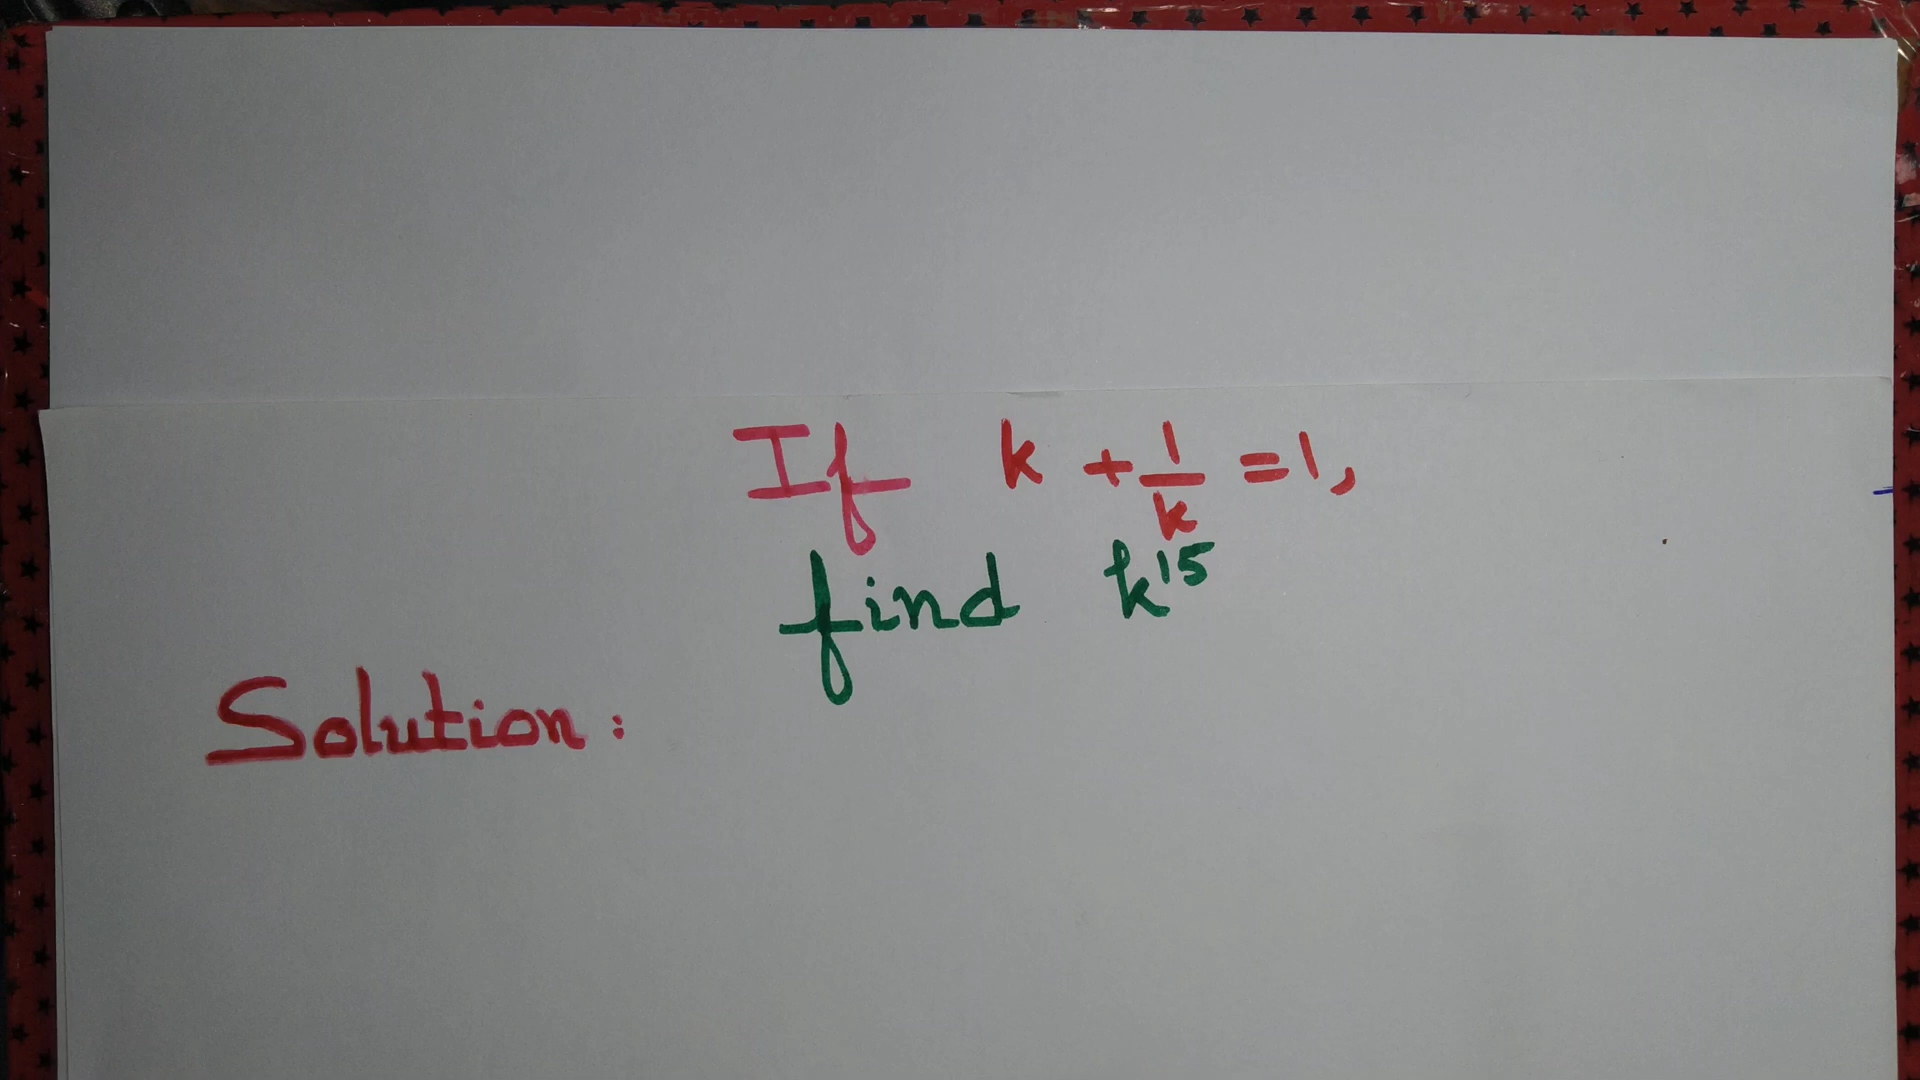 If k + 1/k = 1,
find k¹⁵
Solution: